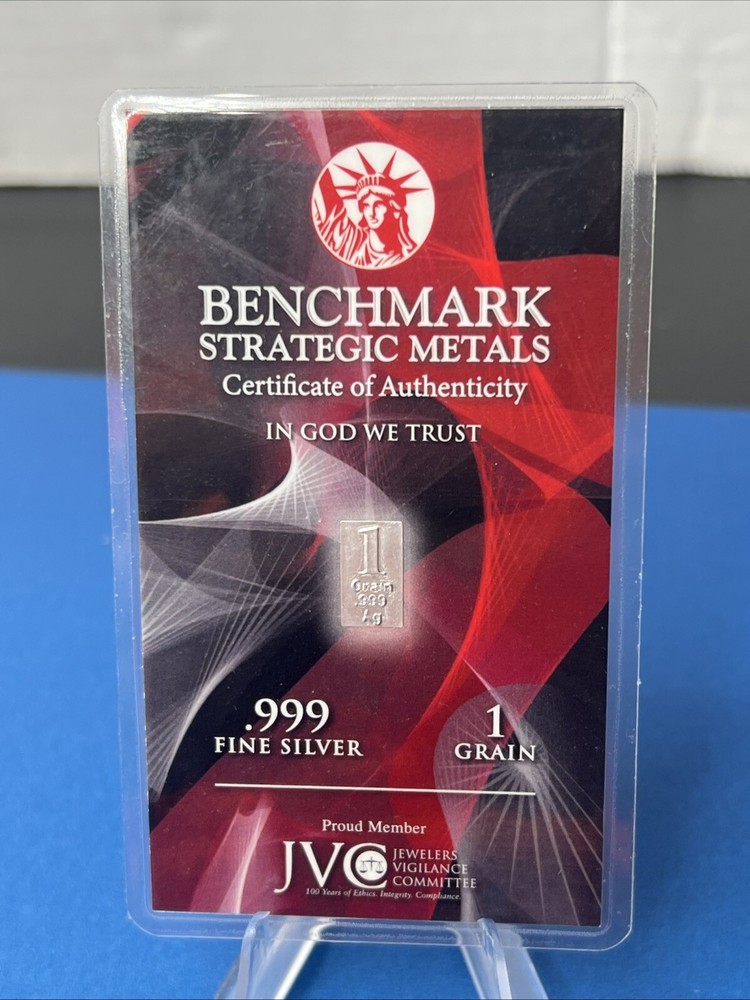 BENCHMARK
STRATEGIC METALS
Certificate of Authenticity
IN GOD WE TRUST
1
Grain
.999
Ag
.999
FINE SILVER
1
GRAIN
Proud Member
JVC
JEWELERS
VIGILANCE
COMMITTEE
100 Years of Ethics. Integrity. Compliance.